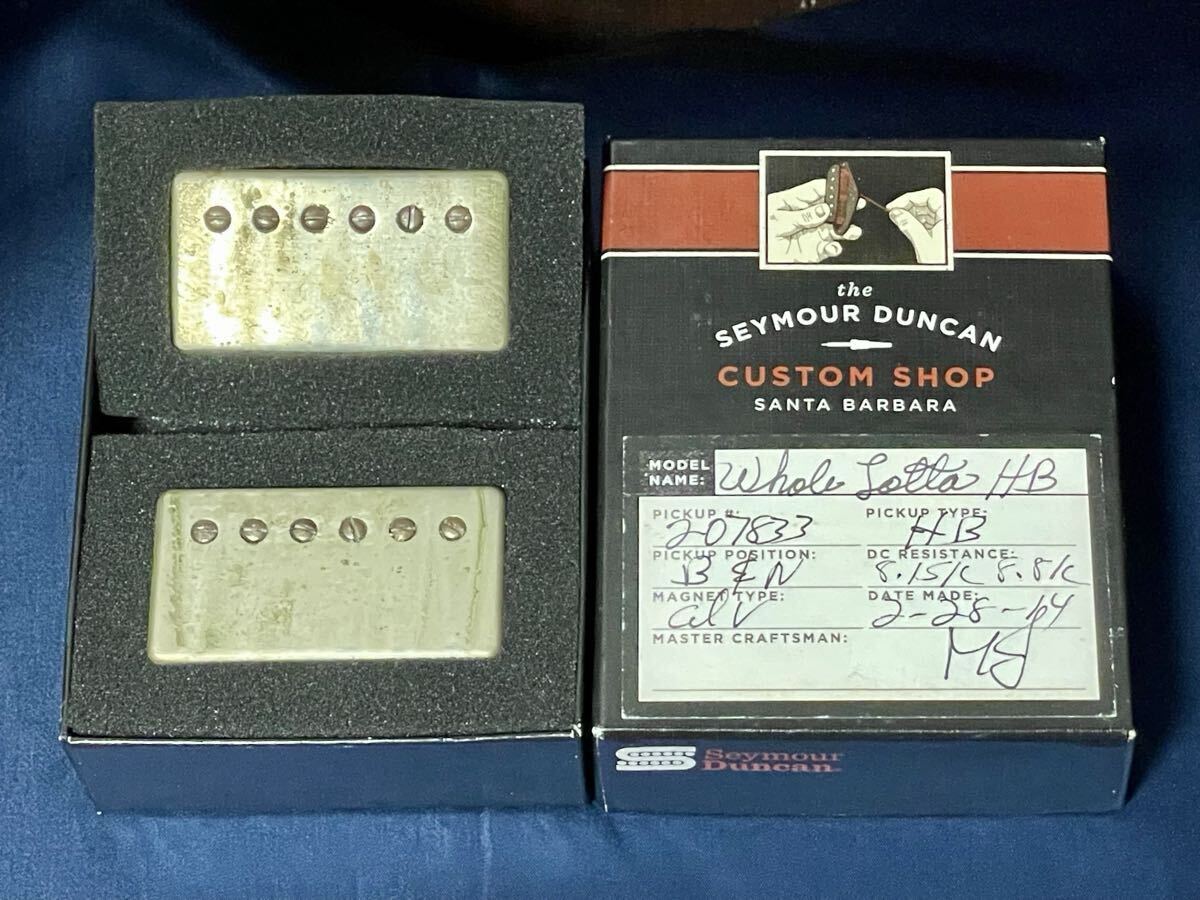 the
SEYMOUR DUNCAN
CUSTOM SHOP
SANTA BARBARA
MODEL NAME: Whole Lotta HB
PICKUP #: 207833
PICKUP TYPE: HB
PICKUP POSITION: B & N
DC RESISTANCE: 8.15K 8.8K
MAGNET TYPE: al V
DATE MADE: 2-28-14
MASTER CRAFTSMAN: MJ
Seymour
Duncan